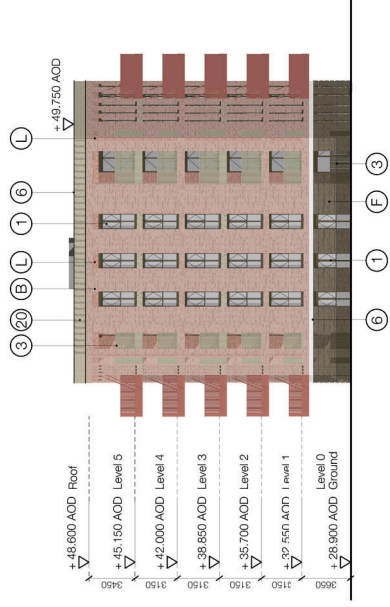 + 49.750 AOD
3
20
6
B
L
1
6
L
+ 48.600 AOD Roof
3450
+ 45.150 AOD Level 5
3150
+ 42.000 AOD Level 4
3150
+ 38.850 AOD Level 3
3150
+ 35.700 AOD Level 2
3150
+ 32.550 AOD Level 1
3650
Level 0
+ 28.900 AOD Ground
6
1
F
3